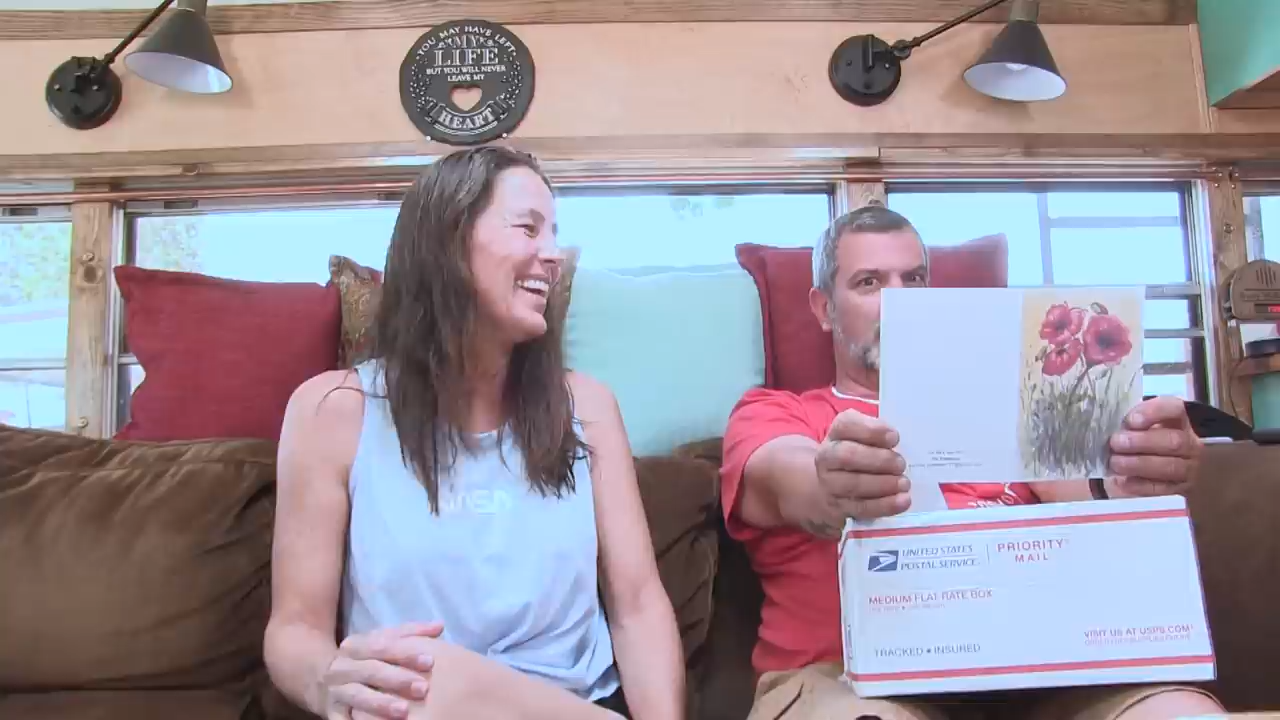 YOU MAY HAVE LEFT
MY
LIFE
BUT YOU WILL NEVER
LEAVE MY
HEART
UNITED STATES
POSTAL SERVICE.
PRIORITY
MAIL
MEDIUM FLAT RATE BOX
VISIT US AT USPS.COM
TRACKED ★ INSURED